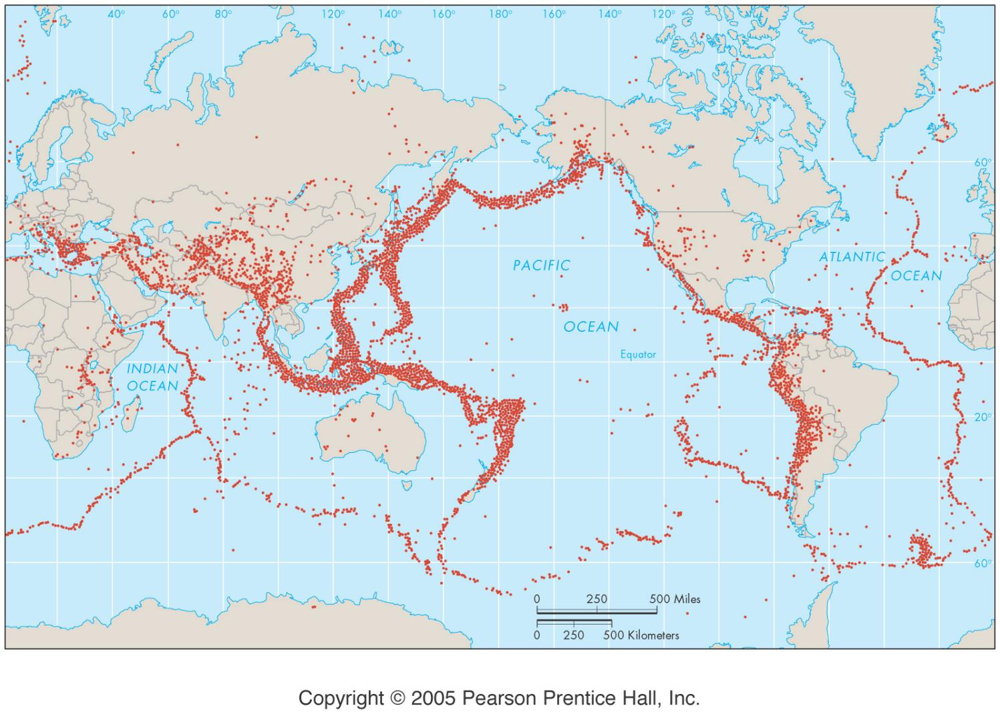 40° 60° 80° 120° 140° 160° 180° 160° 140° 120°
60°
PACIFIC
ATLANTIC
OCEAN
OCEAN
Equator
INDIAN
OCEAN
20°
60°
0 250 500 Miles
0 250 500 Kilometers
Copyright © 2005 Pearson Prentice Hall, Inc.